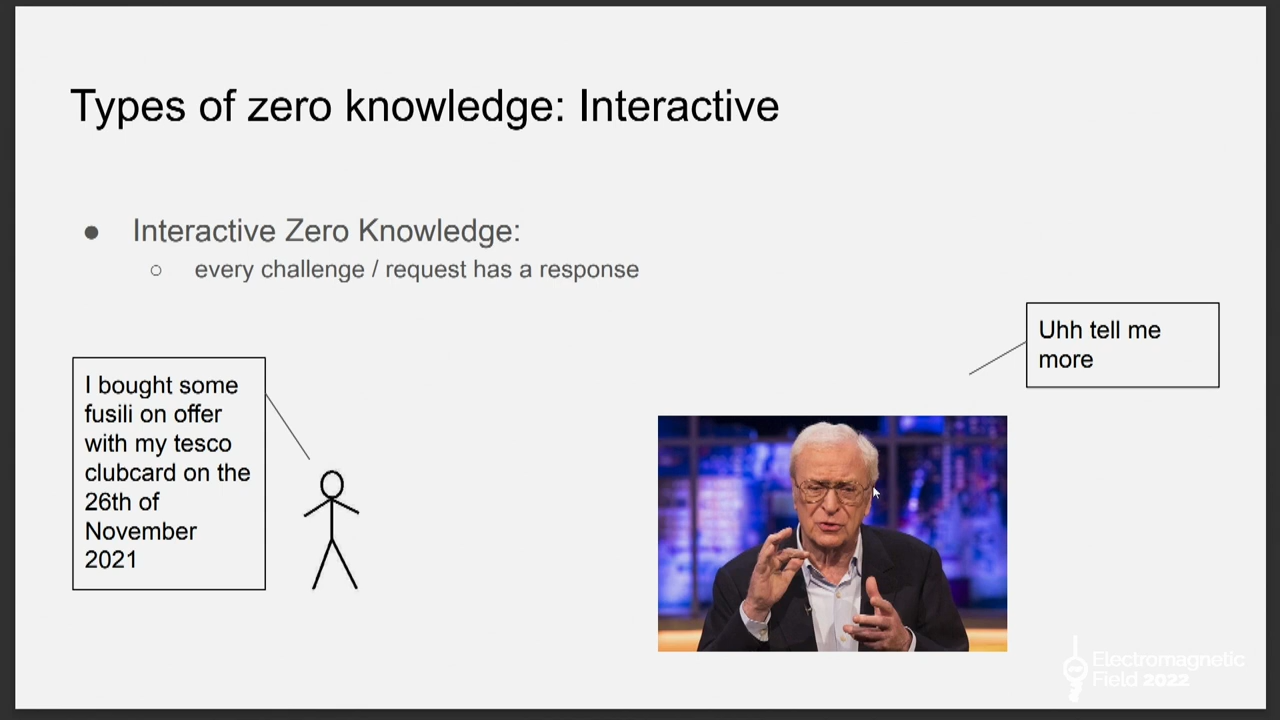 Types of zero knowledge: Interactive
● Interactive Zero Knowledge:
○ every challenge / request has a response
Uhh tell me
more
I bought some
fusili on offer
with my tesco
clubcard on the
26th of
November
2021
Electromagnetic
Field 2022